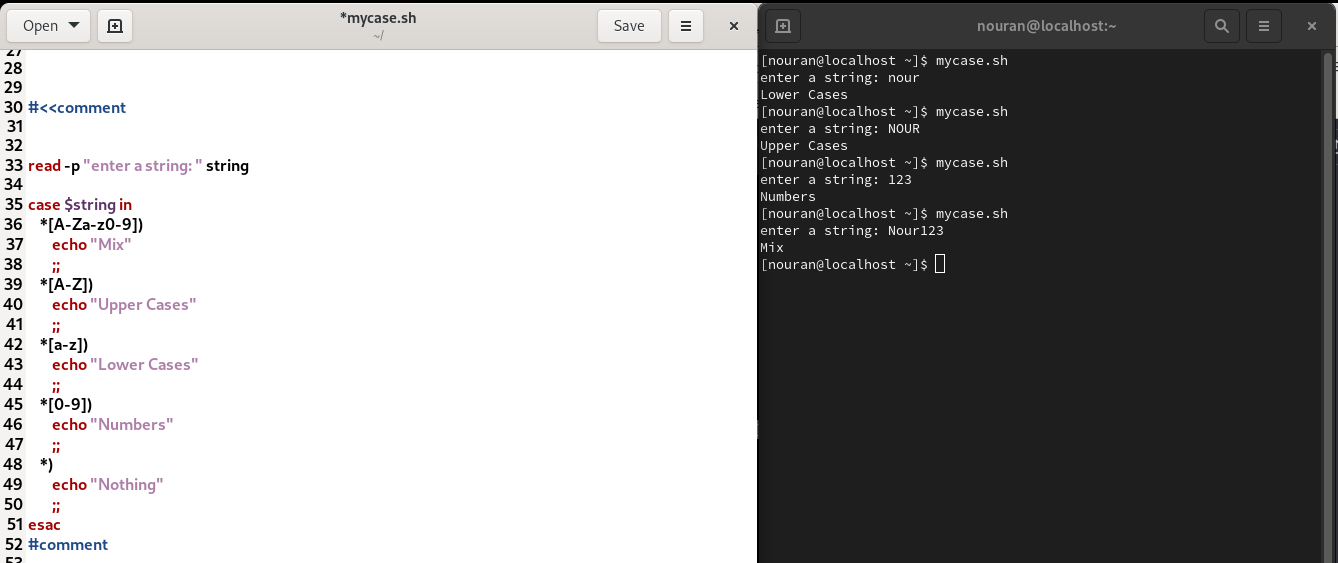 Open
*mycase.sh
~/
Save
27
28
29
30 #<<comment
31
32
33 read -p "enter a string: " string
34
35 case $string in
36 *[A-Za-z0-9])
37 echo "Mix"
38 ;;
39 *[A-Z])
40 echo "Upper Cases"
41 ;;
42 *[a-z])
43 echo "Lower Cases"
44 ;;
45 *[0-9])
46 echo "Numbers"
47 ;;
48 *)
49 echo "Nothing"
50 ;;
51 esac
52 #comment
53
nouran@localhost:~
[nouran@localhost ~]$ mycase.sh
enter a string: nour
Lower Cases
[nouran@localhost ~]$ mycase.sh
enter a string: NOUR
Upper Cases
[nouran@localhost ~]$ mycase.sh
enter a string: 123
Numbers
[nouran@localhost ~]$ mycase.sh
enter a string: Nour123
Mix
[nouran@localhost ~]$